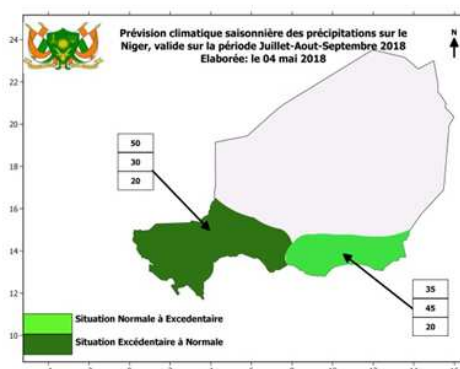 Prévision climatique saisonnière des précipitations sur le
Niger, valide sur la période Juillet-Aout-Septembre 2018
Elaborée: le 04 mai 2018
N
24
22
20
18
16
14
12
10
50
30
20
35
45
20
Situation Normale à Excedentaire
Situation Excédentaire à Normale